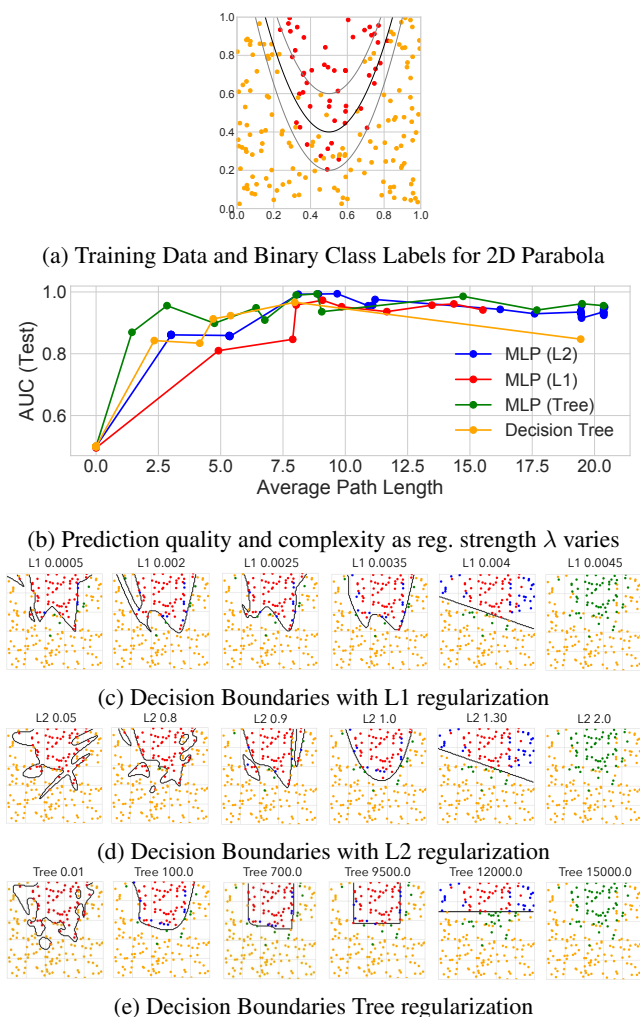 1.0
0.8
0.6
0.4
0.2
0.0
0.0 0.2 0.4 0.6 0.8 1.0
(a) Training Data and Binary Class Labels for 2D Parabola
1.0
0.8
0.6
AUC (Test)
MLP (L2)
MLP (L1)
MLP (Tree)
Decision Tree
0.0 2.5 5.0 7.5 10.0 12.5 15.0 17.5 20.0
Average Path Length
(b) Prediction quality and complexity as reg. strength λ varies
L1 0.0005 L1 0.002 L1 0.0025 L1 0.0035 L1 0.004 L1 0.0045
(c) Decision Boundaries with L1 regularization
L2 0.05 L2 0.8 L2 0.9 L2 1.0 L2 1.30 L2 2.0
(d) Decision Boundaries with L2 regularization
Tree 0.01 Tree 100.0 Tree 700.0 Tree 9500.0 Tree 12000.0 Tree 15000.0
(e) Decision Boundaries Tree regularization